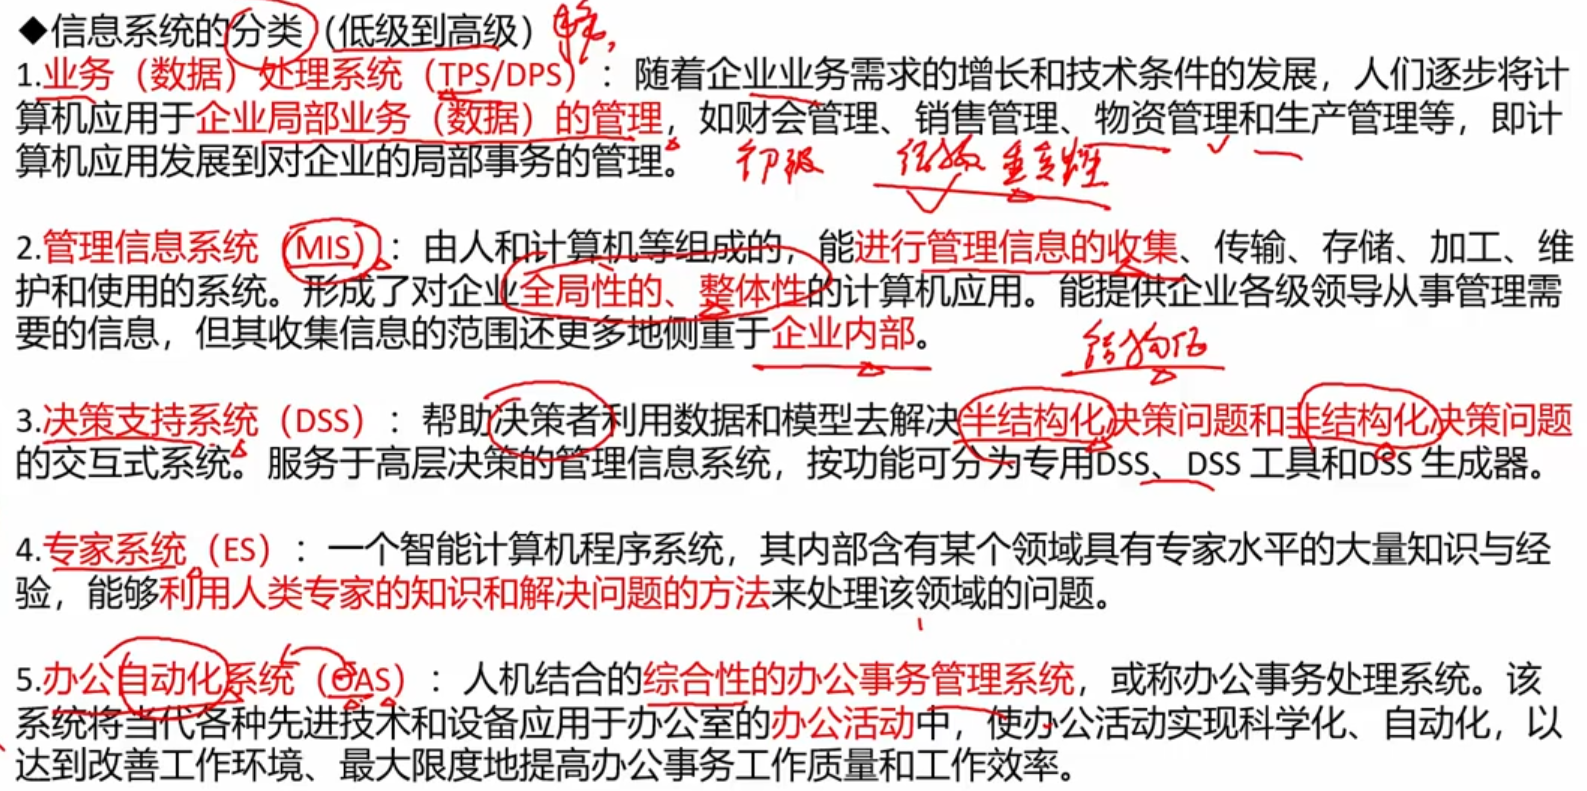 ◆信息系统的分类（低级到高级）
1.业务（数据）处理系统（TPS/DPS）：随着企业业务需求的增长和技术条件的发展，人们逐步将计
算机应用于企业局部业务（数据）的管理，如财会管理、销售管理、物资管理和生产管理等，即计
算机应用发展到对企业的局部事务的管理。
初级
2.管理信息系统（MIS）：由人和计算机等组成的，能进行管理信息的收集、传输、存储、加工、维
护和使用的系统。形成了对企业全局性的、整体性的计算机应用。能提供企业各级领导从事管理需
要的信息，但其收集信息的范围还更多地侧重于企业内部。
结构化
3.决策支持系统（DSS）：帮助决策者利用数据和模型去解决半结构化决策问题和非结构化决策问题
的交互式系统。服务于高层决策的管理信息系统，按功能可分为专用DSS、DSS 工具和DSS 生成器。
4.专家系统（ES）：一个智能计算机程序系统，其内部含有某个领域具有专家水平的大量知识与经
验，能够利用人类专家的知识和解决问题的方法来处理该领域的问题。
5.办公自动化系统（OAS）：人机结合的综合性的办公事务管理系统，或称办公事务处理系统。该
系统将当代各种先进技术和设备应用于办公室的办公活动中，使办公活动实现科学化、自动化，以
达到改善工作环境、最大限度地提高办公事务工作质量和工作效率。